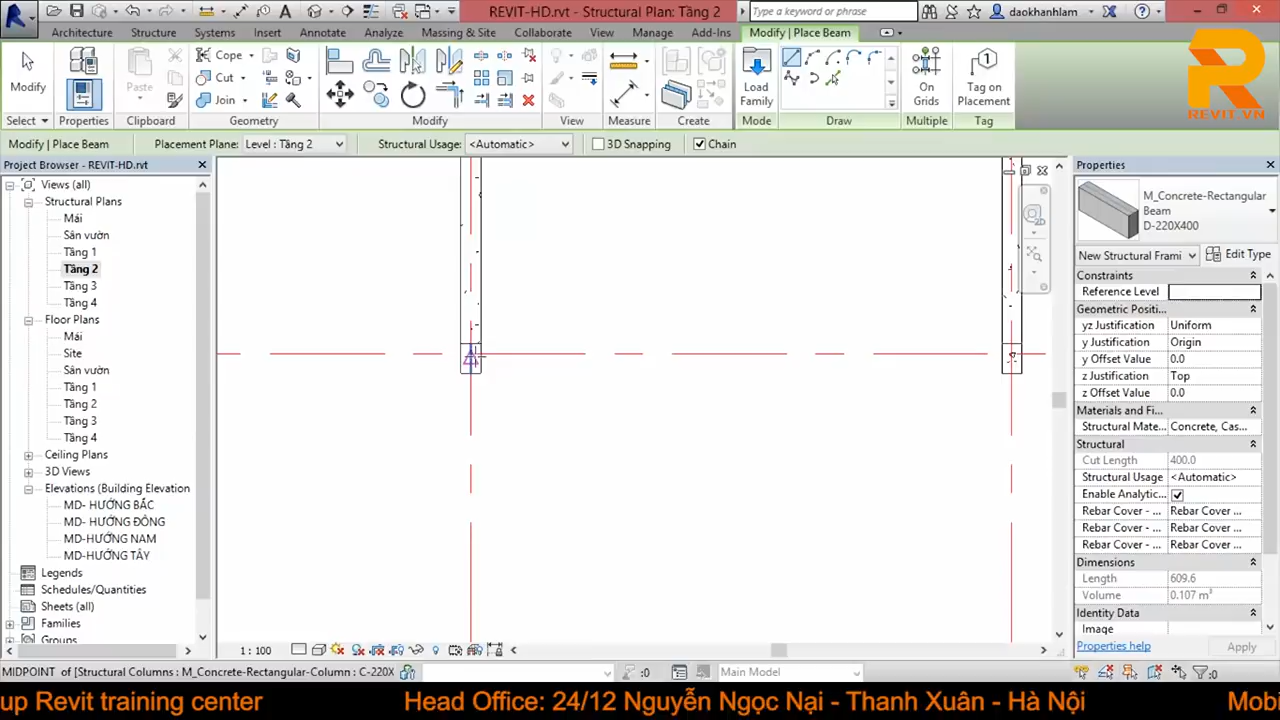 REVIT-HD.rvt - Structural Plan: Tầng 2
Type a keyword or phrase
daokhanhlam
Architecture Structure Systems Insert Annotate Analyze Massing & Site Collaborate View Manage Add-Ins Modify | Place Beam
Modify
Properties
Paste
Cope
Cut
Join
Load Family
On Grids
Tag on Placement
Select Properties Clipboard Geometry Modify View Measure Create Mode Draw Multiple Tag
REVIT.VN
Modify | Place Beam Placement Plane: Level : Tầng 2 Structural Usage: <Automatic> 3D Snapping Chain
Project Browser - REVIT-HD.rvt
Views (all)
Structural Plans
Mái
Sân vườn
Tầng 1
Tầng 2
Tầng 3
Tầng 4
Floor Plans
Mái
Site
Sân vườn
Tầng 1
Tầng 2
Tầng 3
Tầng 4
Ceiling Plans
3D Views
Elevations (Building Elevation
MD- HƯỚNG BẮC
MD- HƯỚNG ĐÔNG
MD-HƯỚNG NAM
MD-HƯỚNG TÂY
Legends
Schedules/Quantities
Sheets (all)
Families
Groups
2D
Properties
M_Concrete-Rectangular
Beam
D-220X400
New Structural Frami Edit Type
Constraints
Reference Level
Geometric Positi...
yz Justification Uniform
y Justification Origin
y Offset Value 0.0
z Justification Top
z Offset Value 0.0
Materials and Fi...
Structural Mate... Concrete, Cas...
Structural
Cut Length 400.0
Structural Usage <Automatic>
Enable Analytic...
Rebar Cover - ... Rebar Cover ...
Rebar Cover - ... Rebar Cover ...
Rebar Cover - ... Rebar Cover ...
Dimensions
Length 609.6
Volume 0.107 m³
Identity Data
Image
Properties help Apply
1 : 100
MIDPOINT of [Structural Columns : M_Concrete-Rectangular-Column : C-220X
:0 Main Model :0
up Revit training center Head Office: 24/12 Nguyễn Ngọc Nại - Thanh Xuân - Hà Nội Mobi